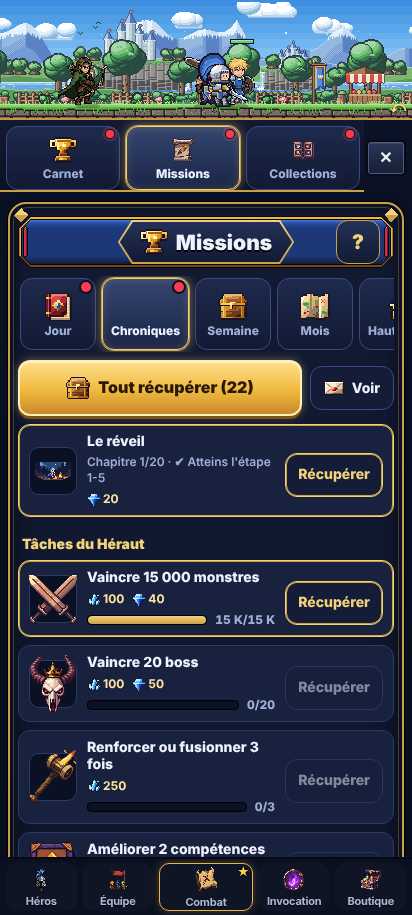 Carnet
Missions
Collections
×
Missions
?
Jour
Chroniques
Semaine
Mois
Haut
Tout récupérer (22)
Voir
Le réveil
Chapitre 1/20 · ✔ Atteins l'étape
1-5
20
Récupérer
Tâches du Héraut
Vaincre 15 000 monstres
100 40
15 K/15 K
Récupérer
Vaincre 20 boss
100 50
0/20
Récupérer
Renforcer ou fusionner 3
fois
250
0/3
Récupérer
Améliorer 2 compétences
Héros
Équipe
Combat
Invocation
Boutique